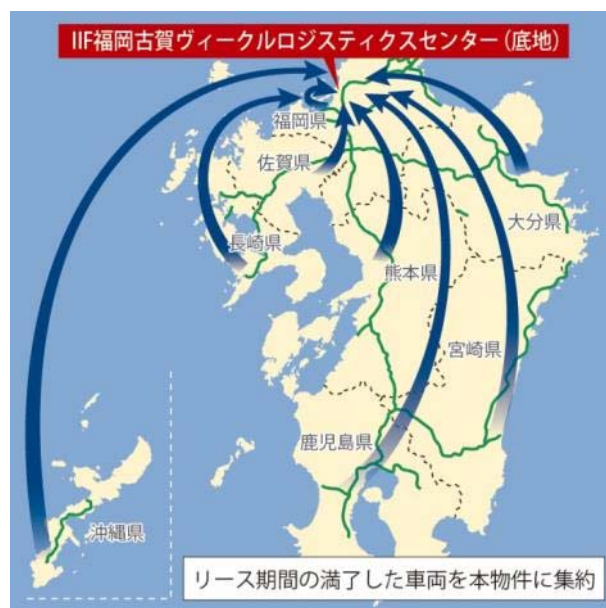 IIF福岡古賀ヴィークルロジスティクスセンター（底地）
福岡県
佐賀県
大分県
長崎県
熊本県
宮崎県
鹿児島県
沖縄県
リース期間の満了した車両を本物件に集約